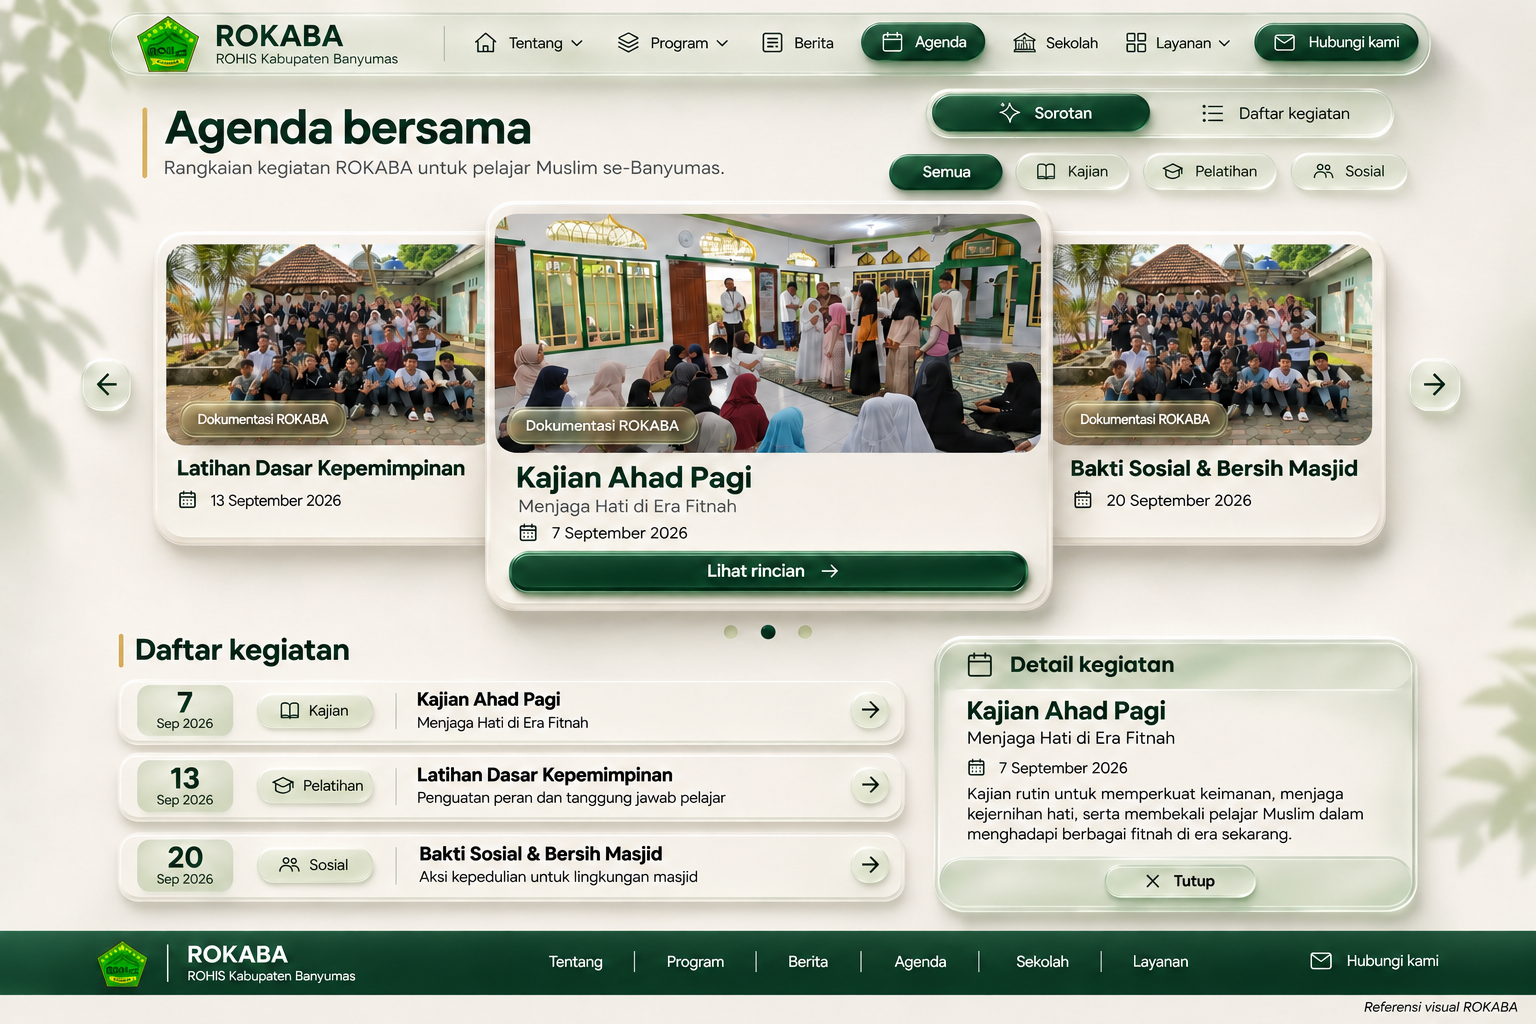 ROKABA
ROHIS Kabupaten Banyumas
Tentang
Program
Berita
Agenda
Sekolah
Layanan
Hubungi kami
Agenda bersama
Rangkaian kegiatan ROKABA untuk pelajar Muslim se-Banyumas.
Sorotan
Daftar kegiatan
Semua
Kajian
Pelatihan
Sosial
Dokumentasi ROKABA
Latihan Dasar Kepemimpinan
13 September 2026
Dokumentasi ROKABA
Kajian Ahad Pagi
Menjaga Hati di Era Fitnah
7 September 2026
Lihat rincian
Dokumentasi ROKABA
Bakti Sosial & Bersih Masjid
20 September 2026
Daftar kegiatan
7
Sep 2026
Kajian
Kajian Ahad Pagi
Menjaga Hati di Era Fitnah
13
Sep 2026
Pelatihan
Latihan Dasar Kepemimpinan
Penguatan peran dan tanggung jawab pelajar
20
Sep 2026
Sosial
Bakti Sosial & Bersih Masjid
Aksi kepedulian untuk lingkungan masjid
Detail kegiatan
Kajian Ahad Pagi
Menjaga Hati di Era Fitnah
7 September 2026
Kajian rutin untuk memperkuat keimanan, menjaga
kejernihan hati, serta membekali pelajar Muslim dalam
menghadapi berbagai fitnah di era sekarang.
Tutup
ROKABA
ROHIS Kabupaten Banyumas
Tentang
Program
Berita
Agenda
Sekolah
Layanan
Hubungi kami
Referensi visual ROKABA